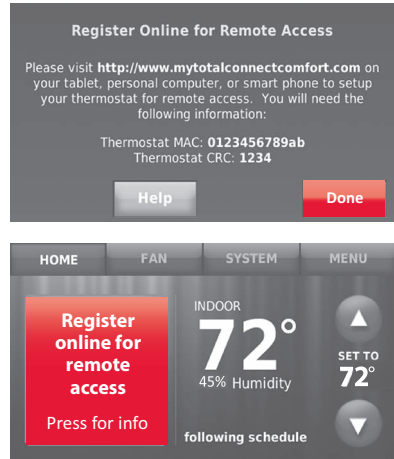 Register Online for Remote Access
Please visit http://www.mytotalconnectcomfort.com on
your tablet, personal computer, or smart phone to setup
your thermostat for remote access. You will need the
following information:
Thermostat MAC: 0123456789ab
Thermostat CRC: 1234
Help
Done
HOME
FAN
SYSTEM
MENU
Register
online for
remote
access
Press for info
INDOOR
72°
45% Humidity
following schedule
SET TO
72°